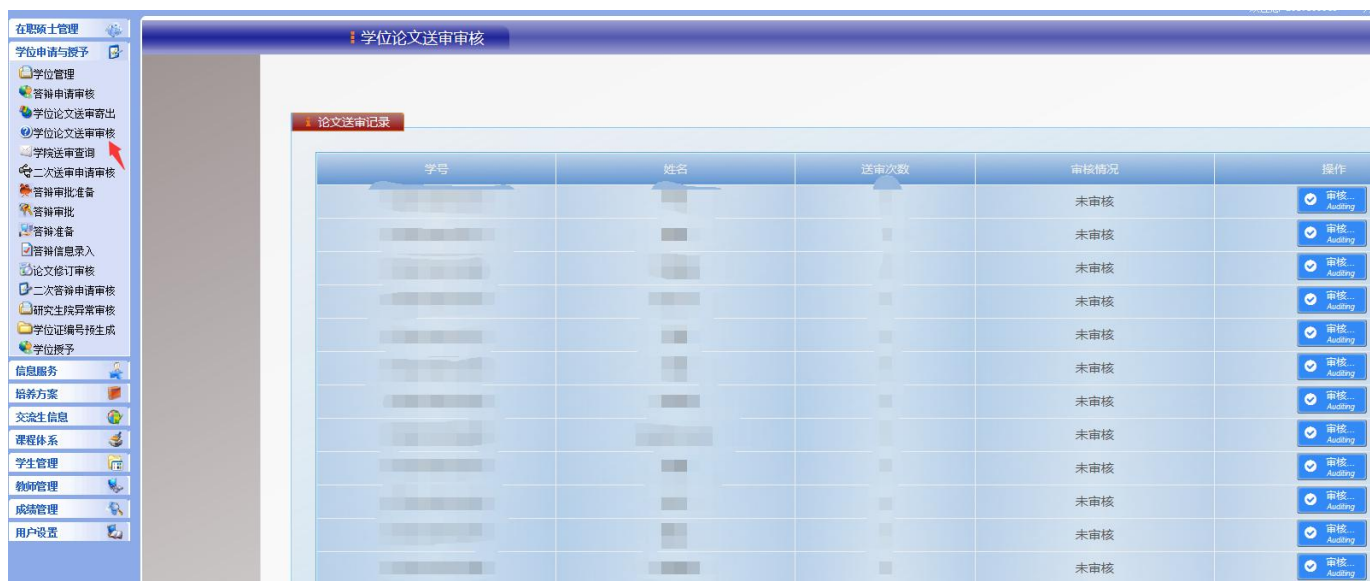 在职硕士管理
学位申请与授予
学位管理
答辩申请审核
学位论文送审寄出
学位论文送审审核
学院送审查询
二次送审申请审核
答辩审批准备
答辩审批
答辩准备
答辩信息录入
论文修订审核
二次答辩申请审核
研究生院异常审核
学位证编号预生成
学位授予
信息服务
培养方案
交流生信息
课程体系
学生管理
教师管理
成绩管理
用户设置
学位论文送审审核
论文送审记录
学号 姓名 送审次数 审核情况 操作
未审核 审核...
Auditing
未审核 审核...
Auditing
未审核 审核...
Auditing
未审核 审核...
Auditing
未审核 审核...
Auditing
未审核 审核...
Auditing
未审核 审核...
Auditing
未审核 审核...
Auditing
未审核 审核...
Auditing
未审核 审核...
Auditing
未审核 审核...
Auditing
未审核 审核...
Auditing